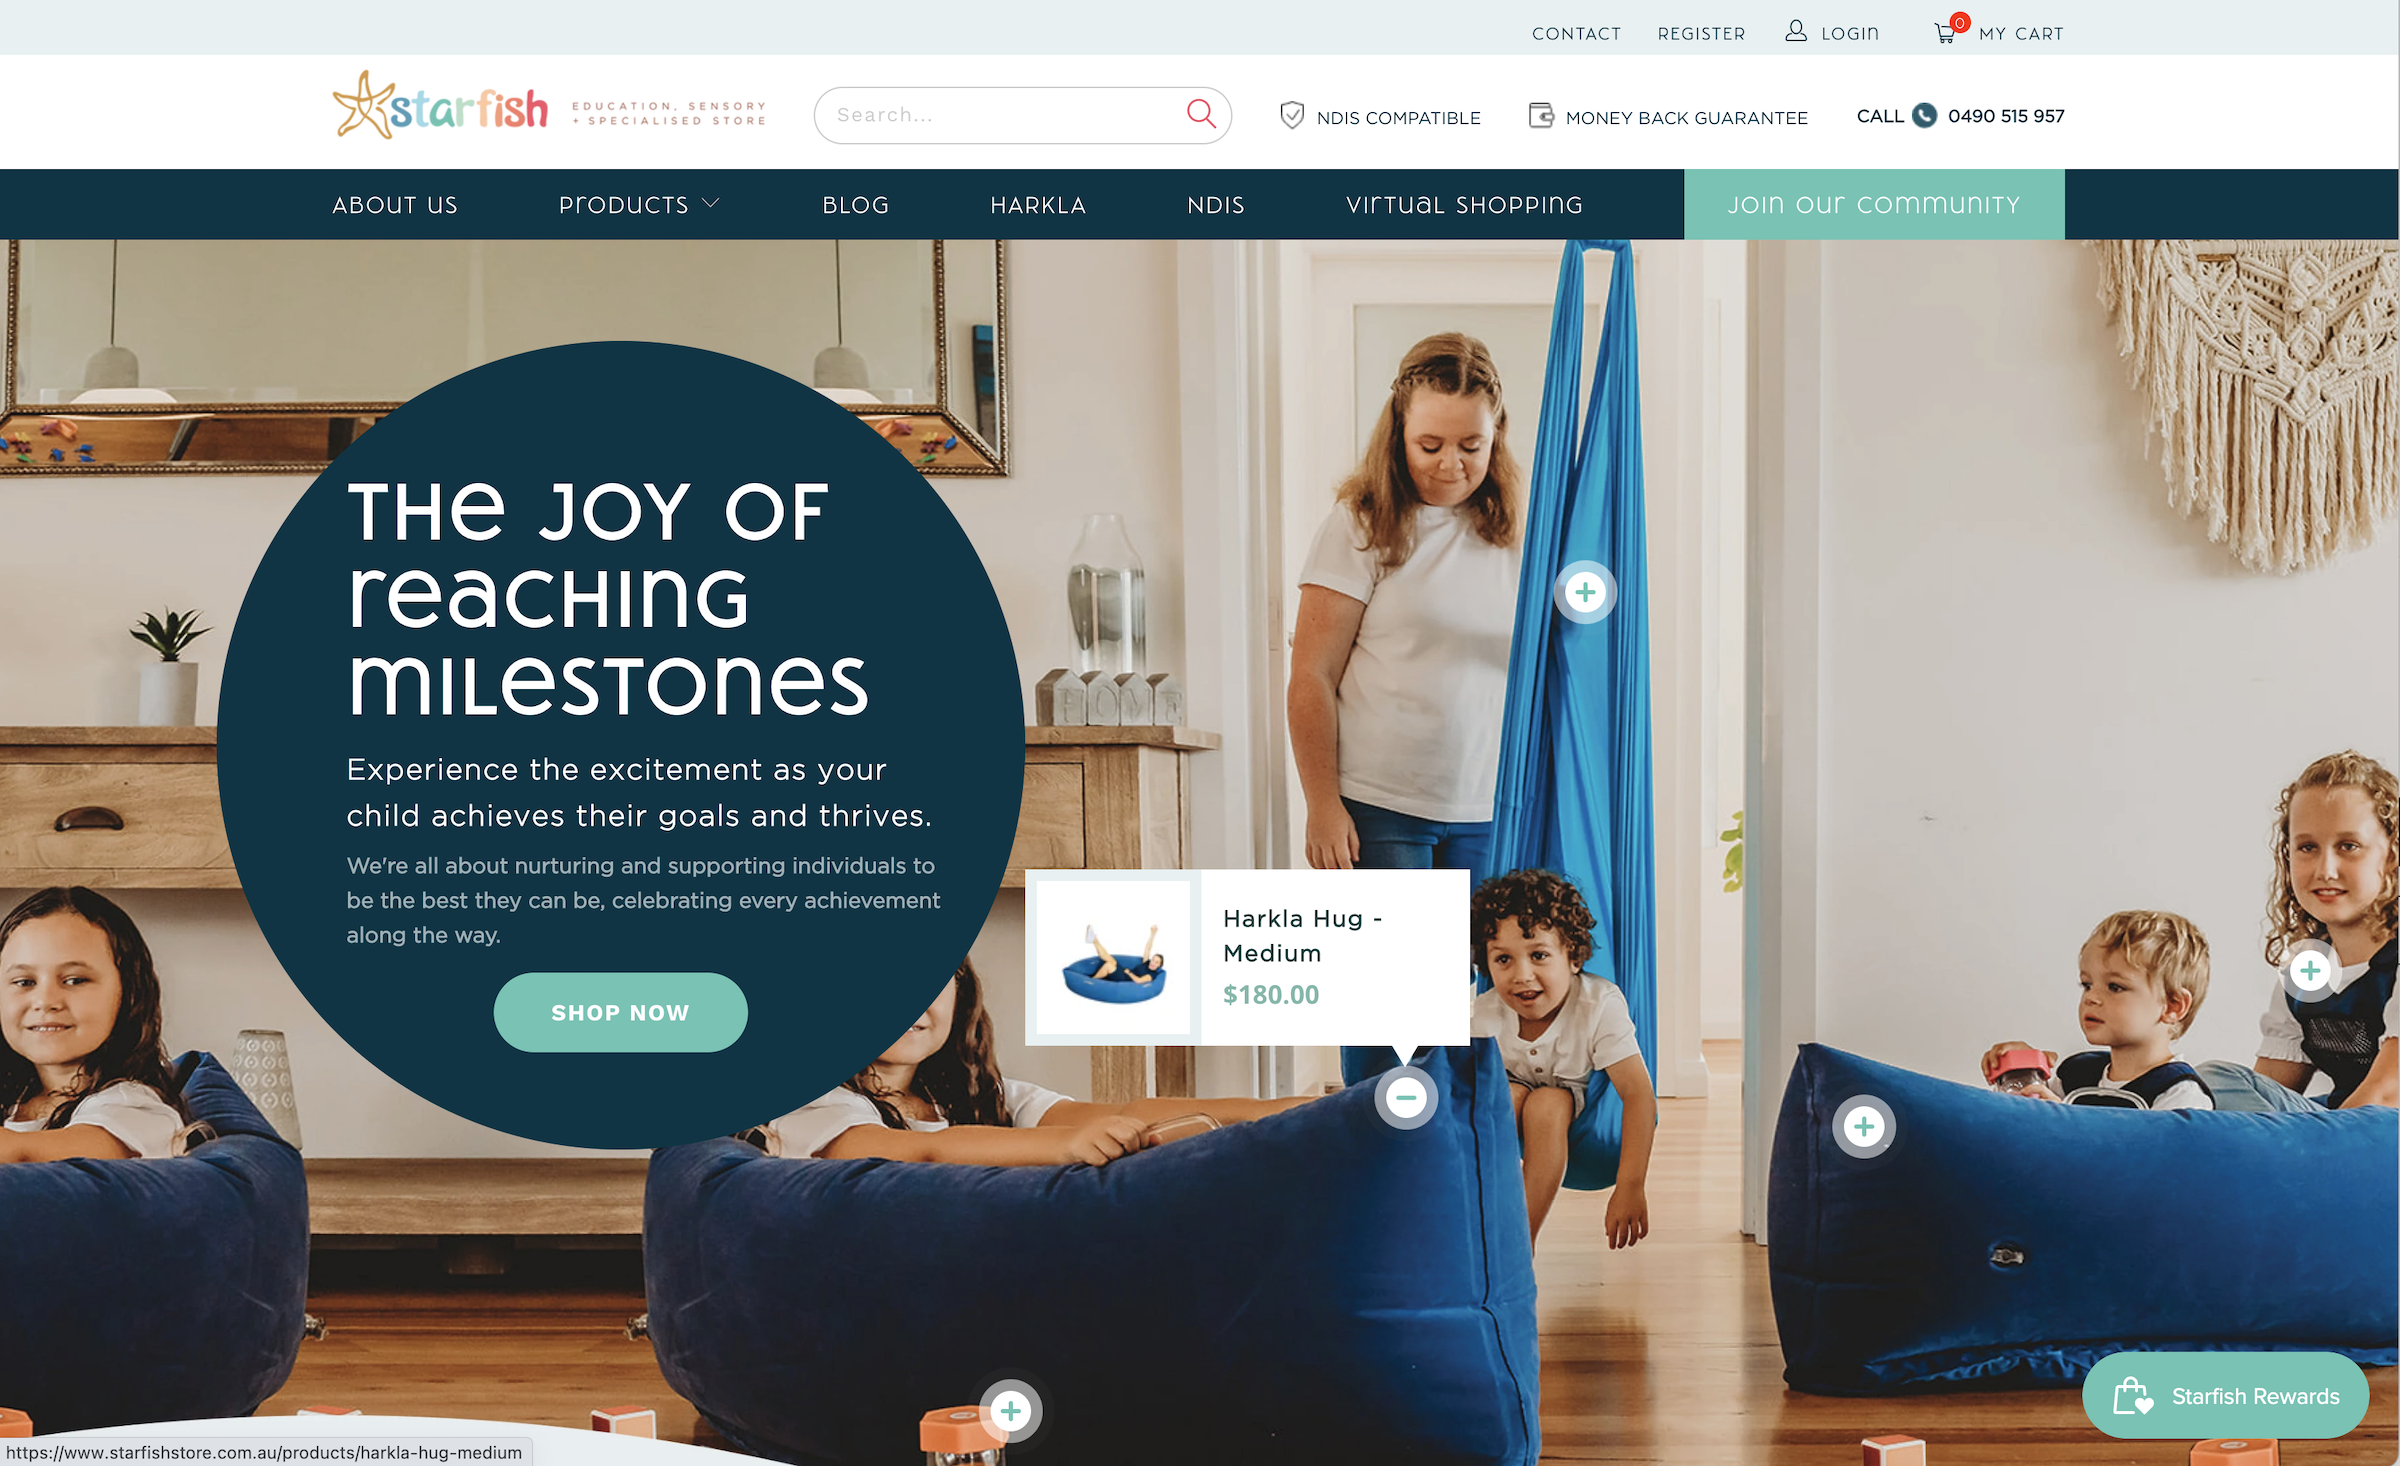 CONTACT REGISTER LOGIN 0 MY CART
starfish EDUCATION, SENSORY
+ SPECIALISED STORE
Search...
NDIS COMPATIBLE
MONEY BACK GUARANTEE
CALL 0490 515 957
ABOUT US PRODUCTS BLOG HARKLA NDIS VIRTUAL SHOPPING JOIN OUR COMMUNITY
THE JOY OF
REACHING
MILESTONES
Experience the excitement as your
child achieves their goals and thrives.
We're all about nurturing and supporting individuals to
be the best they can be, celebrating every achievement
along the way.
SHOP NOW
HOME
Harkla Hug -
Medium
$180.00
Starfish Rewards
https://www.starfishstore.com.au/products/harkla-hug-medium